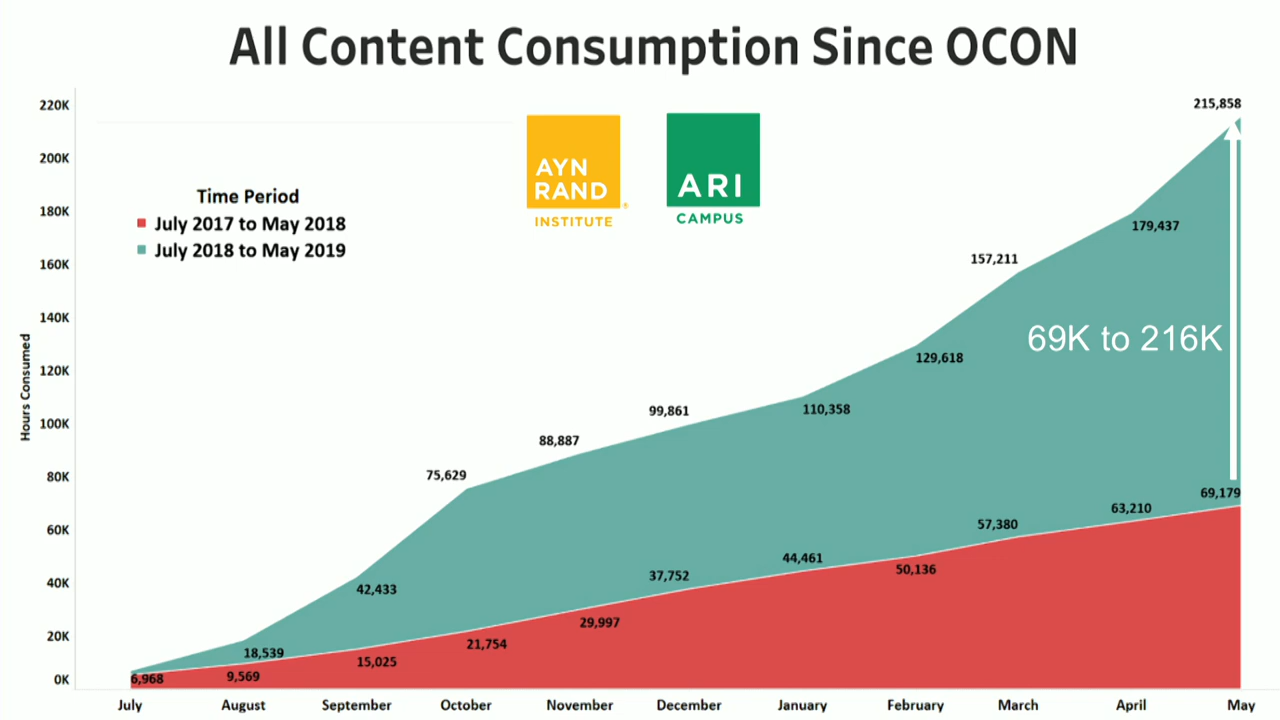 All Content Consumption Since OCON
220K
200K
180K
160K
140K
120K
100K
80K
60K
40K
20K
0K
Hours Consumed
Time Period
July 2017 to May 2018
July 2018 to May 2019
AYN
RAND
INSTITUTE
ARI
CAMPUS
215,858
179,437
157,211
69K to 216K
129,618
110,358
99,861
88,887
75,629
42,433
18,539
69,179
63,210
57,380
50,136
44,461
37,752
29,997
21,754
15,025
9,569
6,968
July August September October November December January February March April May